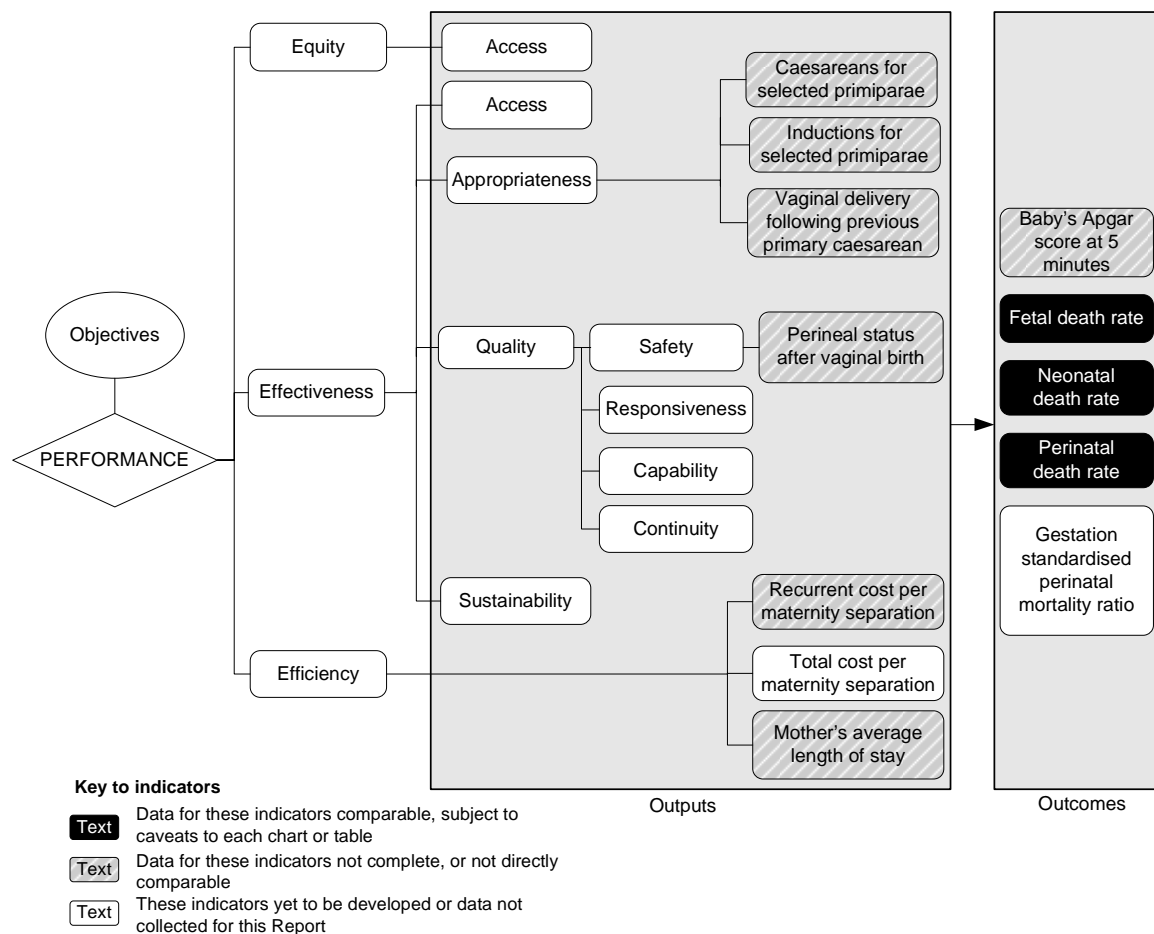 Equity
Access
Access
Caesareans for
selected primiparae
Inductions for
selected primiparae
Appropriateness
Vaginal delivery
following previous
primary caesarean
Baby's Apgar
score at 5
minutes
Objectives
Fetal death rate
Quality
Safety
Perineal status
after vaginal birth
Effectiveness
Neonatal
death rate
Responsiveness
PERFORMANCE
Perinatal
death rate
Capability
Continuity
Gestation
standardised
perinatal
mortality ratio
Sustainability
Recurrent cost per
maternity separation
Efficiency
Total cost per
maternity separation
Mother's average
length of stay
Outputs
Outcomes
Key to indicators
Text
Data for these indicators comparable, subject to
caveats to each chart or table
Text
Data for these indicators not complete, or not directly
comparable
Text
These indicators yet to be developed or data not
collected for this Report